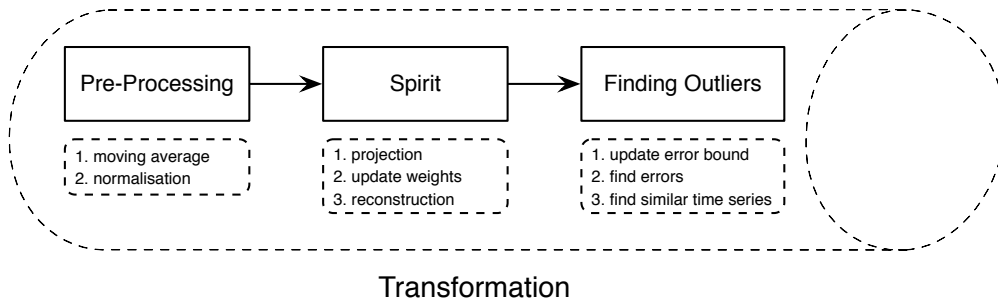 Pre-Processing
Spirit
Finding Outliers
1. moving average
2. normalisation
1. projection
2. update weights
3. reconstruction
1. update error bound
2. find errors
3. find similar time series
Transformation